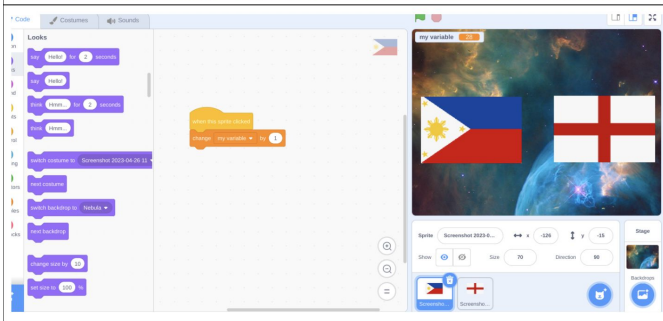 Code
Costumes
Sounds
Looks
say Hello! for 2 seconds
say Hello!
think Hmm... for 2 seconds
think Hmm...
switch costume to Screenshot 2023-04-26 11
next costume
switch backdrop to Nebula
next backdrop
change size by 10
set size to 100 %
when this sprite clicked
change my variable by 1
my variable
Sprite Screenshot 2023-0... x -126 y -15
Show Size 70 Direction 90
Screensho...
Screensho...
Stage
Backdrops